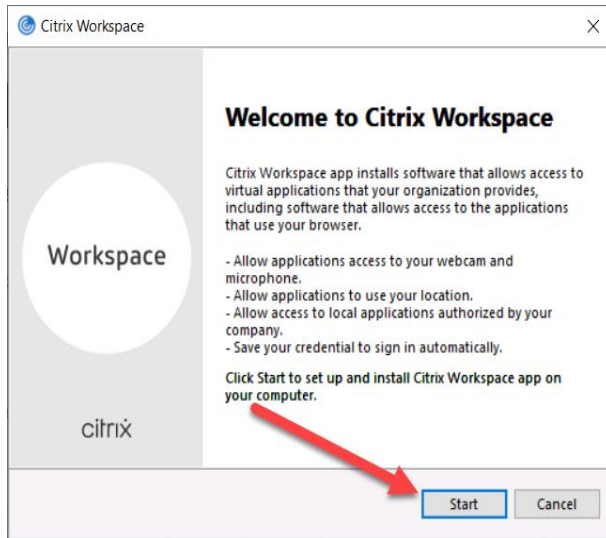 Citrix Workspace
Welcome to Citrix Workspace
Citrix Workspace app installs software that allows access to
virtual applications that your organization provides,
including software that allows access to the applications
that use your browser.
- Allow applications access to your webcam and
microphone.
- Allow applications to use your location.
- Allow access to local applications authorized by your
company.
- Save your credential to sign in automatically.
Click Start to set up and install Citrix Workspace app on
your computer.
Workspace
citrix
Start
Cancel